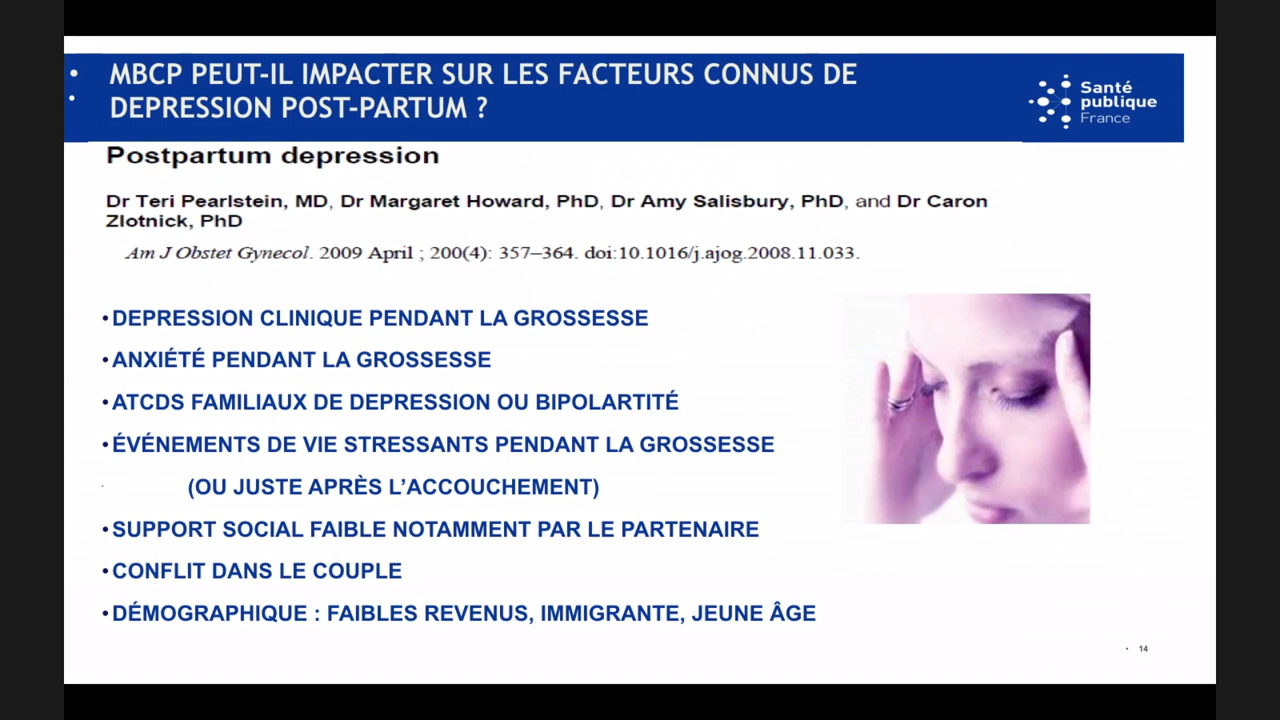 • MBCP PEUT-IL IMPACTER SUR LES FACTEURS CONNUS DE
• DEPRESSION POST-PARTUM ?
Santé
publique
France
Postpartum depression
Dr Teri Pearlstein, MD, Dr Margaret Howard, PhD, Dr Amy Salisbury, PhD, and Dr Caron
Zlotnick, PhD
Am J Obstet Gynecol. 2009 April ; 200(4): 357–364. doi:10.1016/j.ajog.2008.11.033.
• DEPRESSION CLINIQUE PENDANT LA GROSSESSE
• ANXIÉTÉ PENDANT LA GROSSESSE
• ATCDS FAMILIAUX DE DEPRESSION OU BIPOLARTITÉ
• ÉVÉNEMENTS DE VIE STRESSANTS PENDANT LA GROSSESSE
(OU JUSTE APRÈS L’ACCOUCHEMENT)
• SUPPORT SOCIAL FAIBLE NOTAMMENT PAR LE PARTENAIRE
• CONFLIT DANS LE COUPLE
• DÉMOGRAPHIQUE : FAIBLES REVENUS, IMMIGRANTE, JEUNE ÂGE
• 14